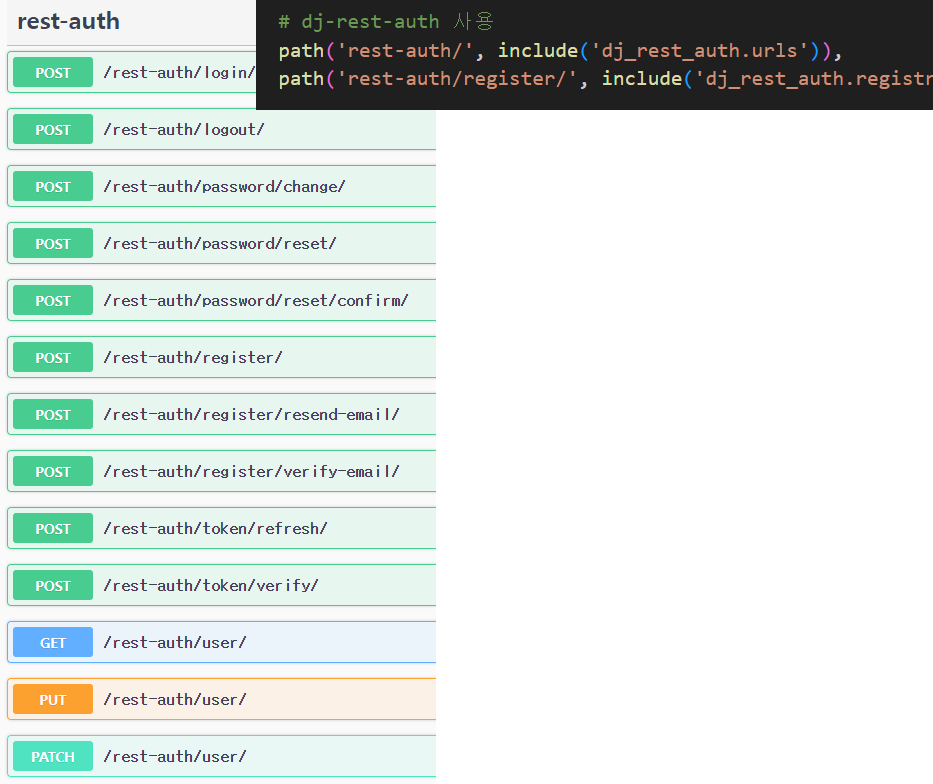 rest-auth
# dj-rest-auth 사용
path('rest-auth/', include('dj_rest_auth.urls')),
path('rest-auth/register/', include('dj_rest_auth.registr
POST /rest-auth/login/
POST /rest-auth/logout/
POST /rest-auth/password/change/
POST /rest-auth/password/reset/
POST /rest-auth/password/reset/confirm/
POST /rest-auth/register/
POST /rest-auth/register/resend-email/
POST /rest-auth/register/verify-email/
POST /rest-auth/token/refresh/
POST /rest-auth/token/verify/
GET /rest-auth/user/
PUT /rest-auth/user/
PATCH /rest-auth/user/